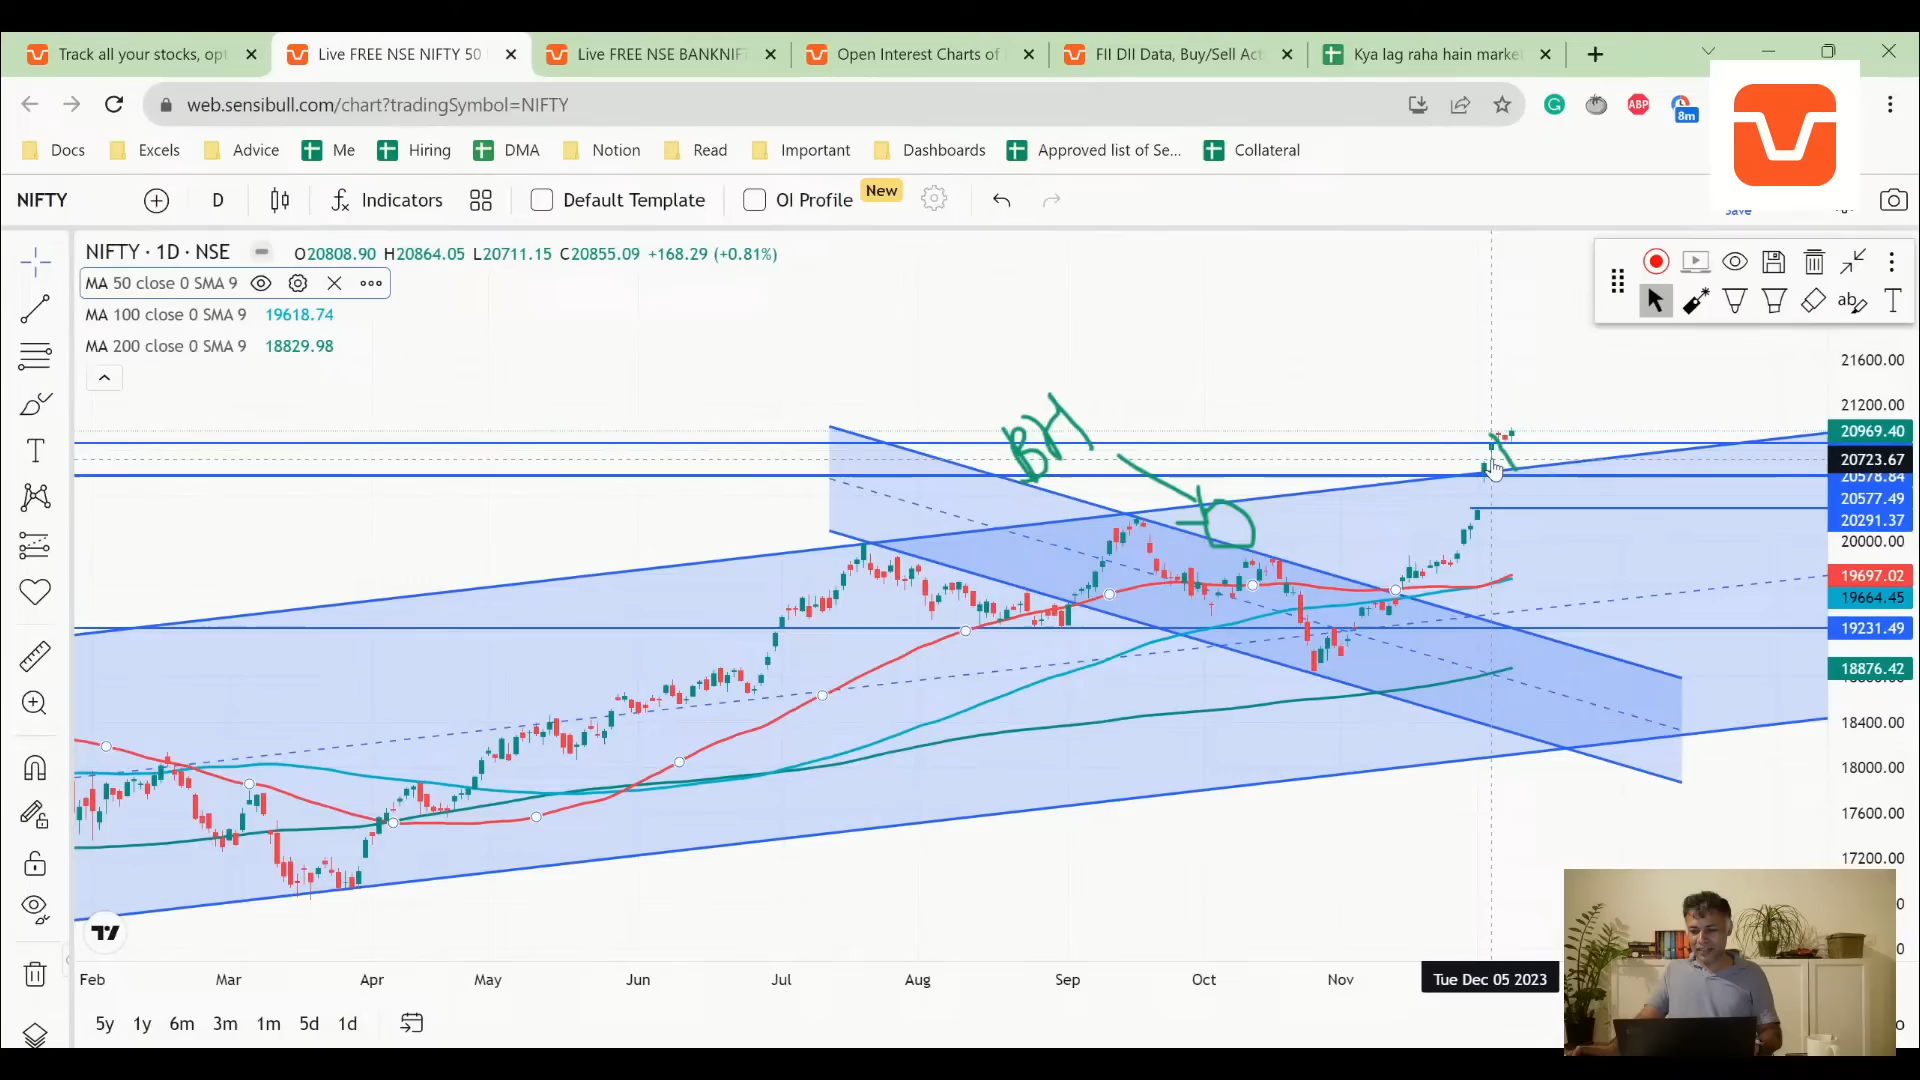 Track all your stocks, opt
Live FREE NSE NIFTY 50
Live FREE NSE BANKNIFT
Open Interest Charts of
FII DII Data, Buy/Sell Act
Kya lag raha hain market
web.sensibull.com/chart?tradingSymbol=NIFTY
ABP
8m
Docs
Excels
Advice
Me
Hiring
DMA
Notion
Read
Important
Dashboards
Approved list of Se...
Collateral
NIFTY
D
Indicators
Default Template
OI Profile
New
Save
NIFTY · 1D · NSE
O20808.90 H20864.05 L20711.15 C20855.09 +168.29 (+0.81%)
MA 50 close 0 SMA 9
MA 100 close 0 SMA 9 19618.74
MA 200 close 0 SMA 9 18829.98
21600.00
21200.00
20969.40
20723.67
20578.84
20577.49
20291.37
20000.00
19697.02
19664.45
19231.49
18876.42
18400.00
18000.00
17600.00
17200.00
Feb
Mar
Apr
May
Jun
Jul
Aug
Sep
Oct
Nov
Tue Dec 05 2023
5y
1y
6m
3m
1m
5d
1d